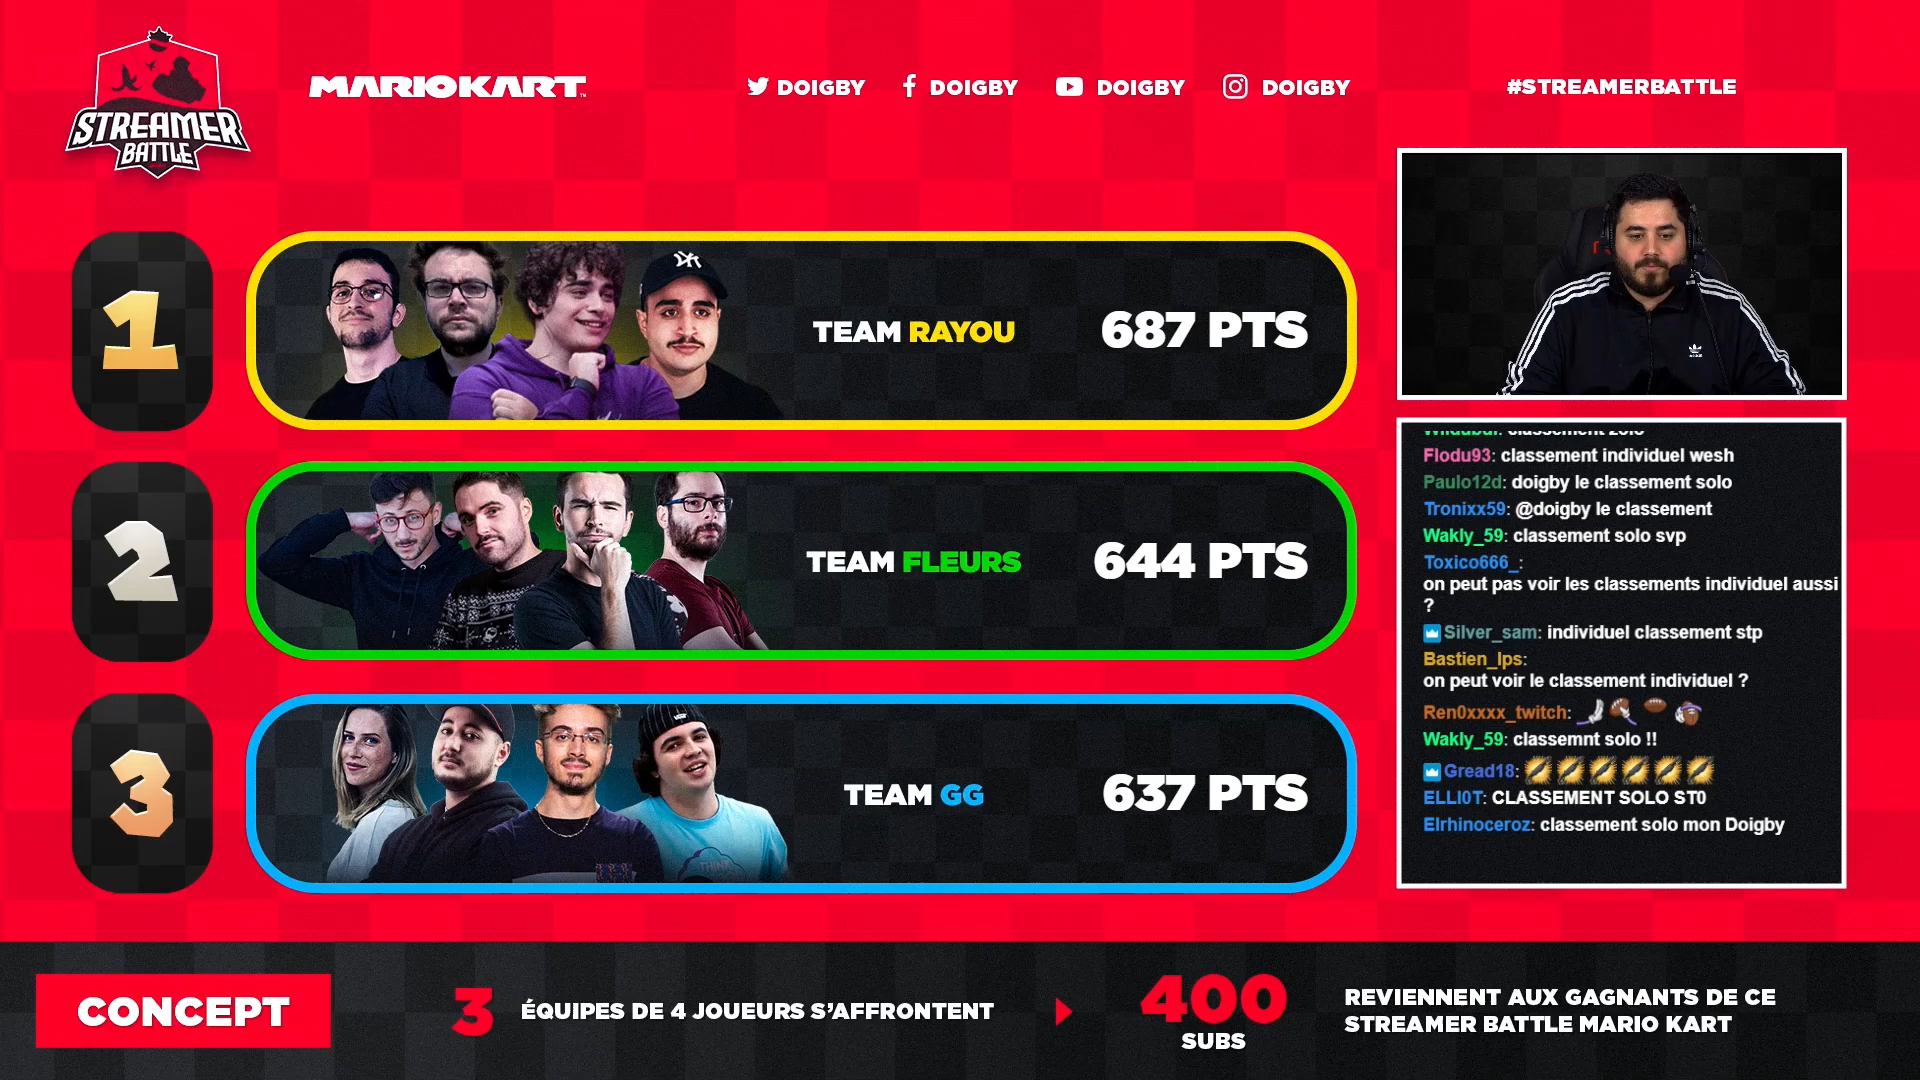 STREAMER
BATTLE
MARIOKART™
DOIGBY
DOIGBY
DOIGBY
DOIGBY
#STREAMERBATTLE
1
TEAM RAYOU
687 PTS
2
TEAM FLEURS
644 PTS
3
TEAM GG
637 PTS
Flodu93: classement individuel wesh
Paulo12d: doigby le classement solo
Tronixx59: @doigby le classement
Wakly_59: classement solo svp
Toxico666_:
on peut pas voir les classements individuel aussi
?
Silver_sam: individuel classement stp
Bastien_lps:
on peut voir le classement individuel ?
Ren0xxxx_twitch:
Wakly_59: classemnt solo !!
Gread18:
ELLI0T: CLASSEMENT SOLO ST0
Elrhinoceroz: classement solo mon Doigby
CONCEPT
3 ÉQUIPES DE 4 JOUEURS S’AFFRONTENT
400
SUBS
REVIENNENT AUX GAGNANTS DE CE
STREAMER BATTLE MARIO KART